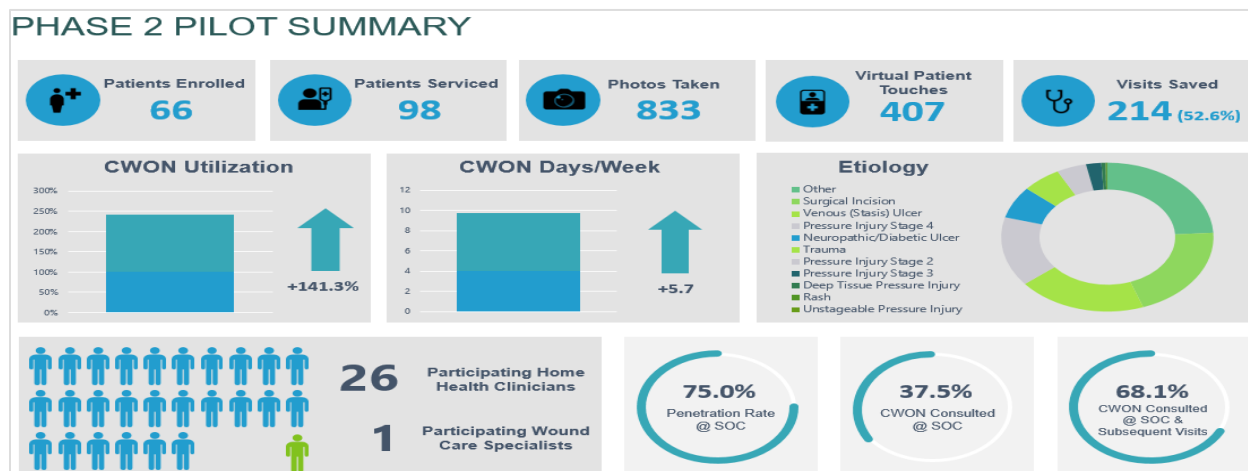 PHASE 2 PILOT SUMMARY
Patients Enrolled
66
Patients Serviced
98
Photos Taken
833
Virtual Patient
Touches
407
Visits Saved
214 (52.6%)
CWON Utilization
300%
250%
200%
150%
100%
50%
0%
+141.3%
CWON Days/Week
12
10
8
6
4
2
0
+5.7
Etiology
Other
Surgical Incision
Venous (Stasis) Ulcer
Pressure Injury Stage 4
Neuropathic/Diabetic Ulcer
Trauma
Pressure Injury Stage 2
Pressure Injury Stage 3
Deep Tissue Pressure Injury
Rash
Unstageable Pressure Injury
26
Participating Home
Health Clinicians
1
Participating Wound
Care Specialists
75.0%
Penetration Rate
@ SOC
37.5%
CWON Consulted
@ SOC
68.1%
CWON Consulted
@ SOC &
Subsequent Visits